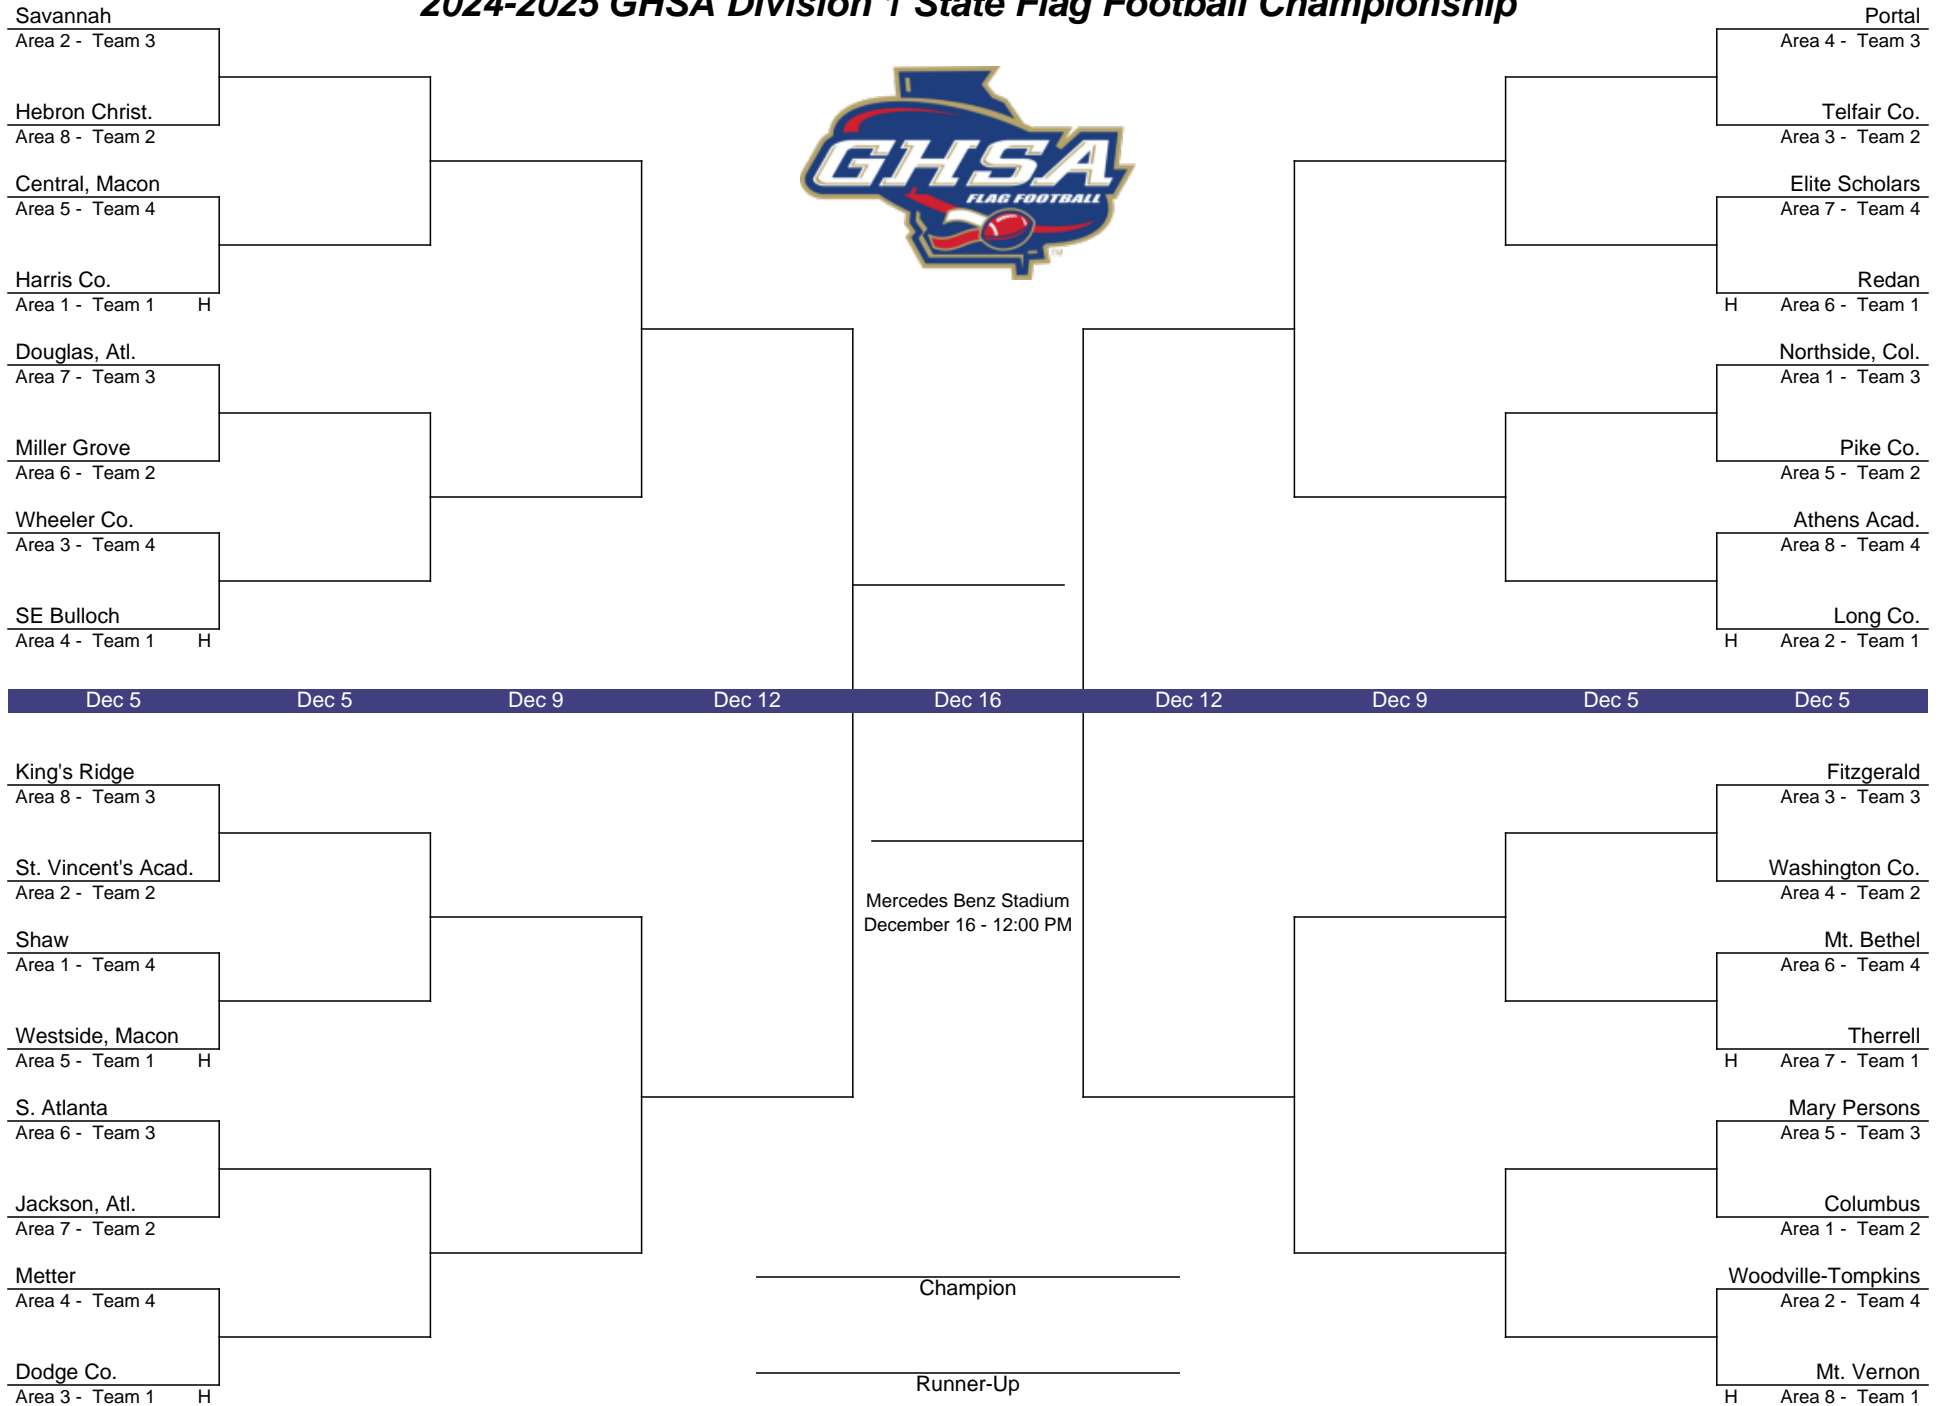 2024-2025 GHSA Division 1 State Flag Football Championship
Savannah
Area 2 - Team 3
Hebron Christ.
Area 8 - Team 2
Central, Macon
Area 5 - Team 4
Harris Co.
Area 1 - Team 1 H
Douglas, Atl.
Area 7 - Team 3
Miller Grove
Area 6 - Team 2
Wheeler Co.
Area 3 - Team 4
SE Bulloch
Area 4 - Team 1 H
GHSA
FLAG FOOTBALL
TM
Portal
Area 4 - Team 3
Telfair Co.
Area 3 - Team 2
Elite Scholars
Area 7 - Team 4
Redan
H Area 6 - Team 1
Northside, Col.
Area 1 - Team 3
Pike Co.
Area 5 - Team 2
Athens Acad.
Area 8 - Team 4
Long Co.
H Area 2 - Team 1
Dec 5 Dec 5 Dec 9 Dec 12 Dec 16 Dec 12 Dec 9 Dec 5 Dec 5
King's Ridge
Area 8 - Team 3
St. Vincent's Acad.
Area 2 - Team 2
Shaw
Area 1 - Team 4
Westside, Macon
Area 5 - Team 1 H
S. Atlanta
Area 6 - Team 3
Jackson, Atl.
Area 7 - Team 2
Metter
Area 4 - Team 4
Dodge Co.
Area 3 - Team 1 H
Mercedes Benz Stadium
December 16 - 12:00 PM
Champion
Runner-Up
Fitzgerald
Area 3 - Team 3
Washington Co.
Area 4 - Team 2
Mt. Bethel
Area 6 - Team 4
Therrell
H Area 7 - Team 1
Mary Persons
Area 5 - Team 3
Columbus
Area 1 - Team 2
Woodville-Tompkins
Area 2 - Team 4
Mt. Vernon
H Area 8 - Team 1